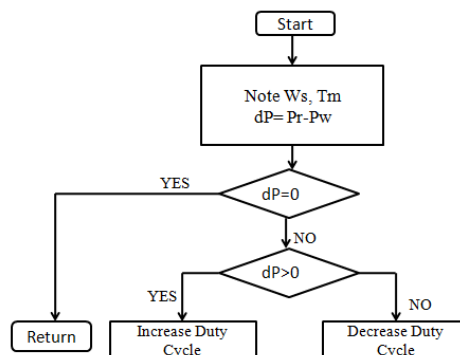 Start
Note Ws, Tm
dP= Pr-Pw
YES
dP=0
NO
dP>0
YES
NO
Return
Increase Duty
Cycle
Decrease Duty
Cycle